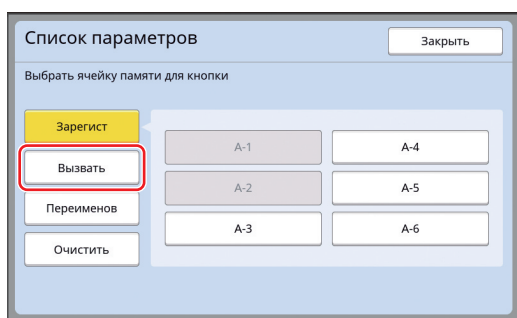 Список параметров
Закрыть
Выбрать ячейку памяти для кнопки
Зарегист
Вызвать
Переименов
Очистить
A-1
A-4
A-2
A-5
A-3
A-6